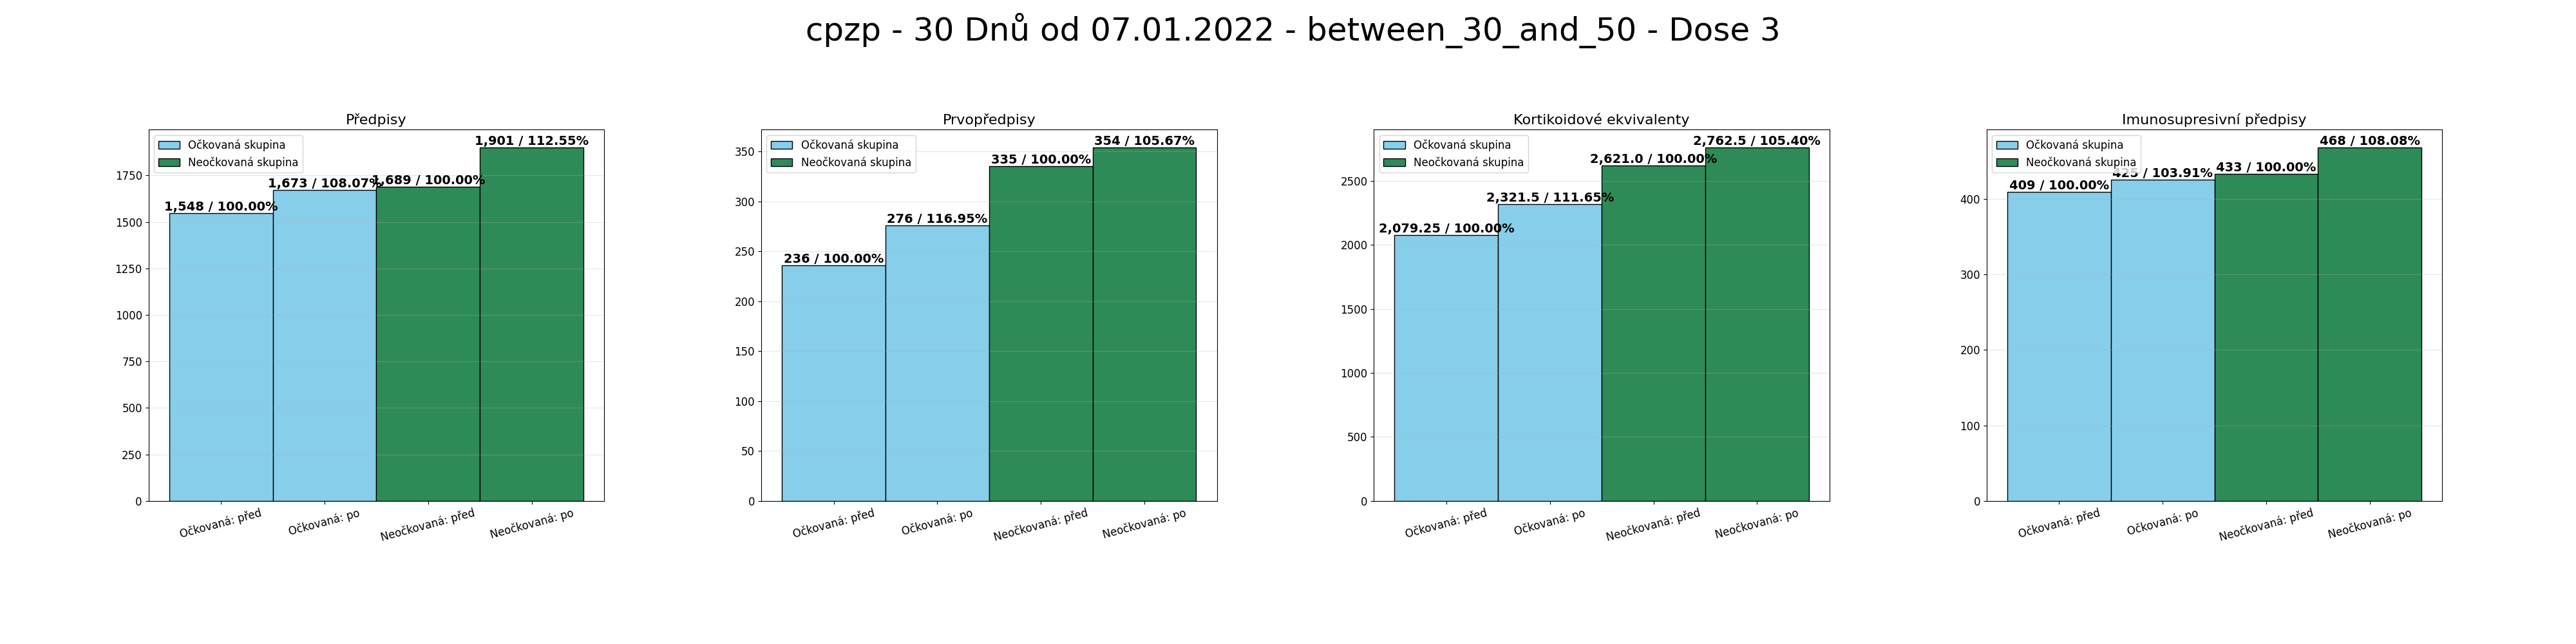 cpzp - 30 Dnů od 07.01.2022 - between_30_and_50 - Dose 3
Předpisy
Očkovaná skupina
Neočkovaná skupina
1,548 / 100.00%
1,673 / 108.07%
1,689 / 100.00%
1,901 / 112.55%
1750
1500
1250
1000
750
500
250
0
Očkovaná: před
Očkovaná: po
Neočkovaná: před
Neočkovaná: po
Prvopředpisy
Očkovaná skupina
Neočkovaná skupina
236 / 100.00%
276 / 116.95%
335 / 100.00%
354 / 105.67%
350
300
250
200
150
100
50
0
Očkovaná: před
Očkovaná: po
Neočkovaná: před
Neočkovaná: po
Kortikoidové ekvivalenty
Očkovaná skupina
Neočkovaná skupina
2,079.25 / 100.00%
2,321.5 / 111.65%
2,621.0 / 100.00%
2,762.5 / 105.40%
2500
2000
1500
1000
500
0
Očkovaná: před
Očkovaná: po
Neočkovaná: před
Neočkovaná: po
Imunosupresivní předpisy
Očkovaná skupina
Neočkovaná skupina
409 / 100.00%
425 / 103.91%
433 / 100.00%
468 / 108.08%
400
300
200
100
0
Očkovaná: před
Očkovaná: po
Neočkovaná: před
Neočkovaná: po